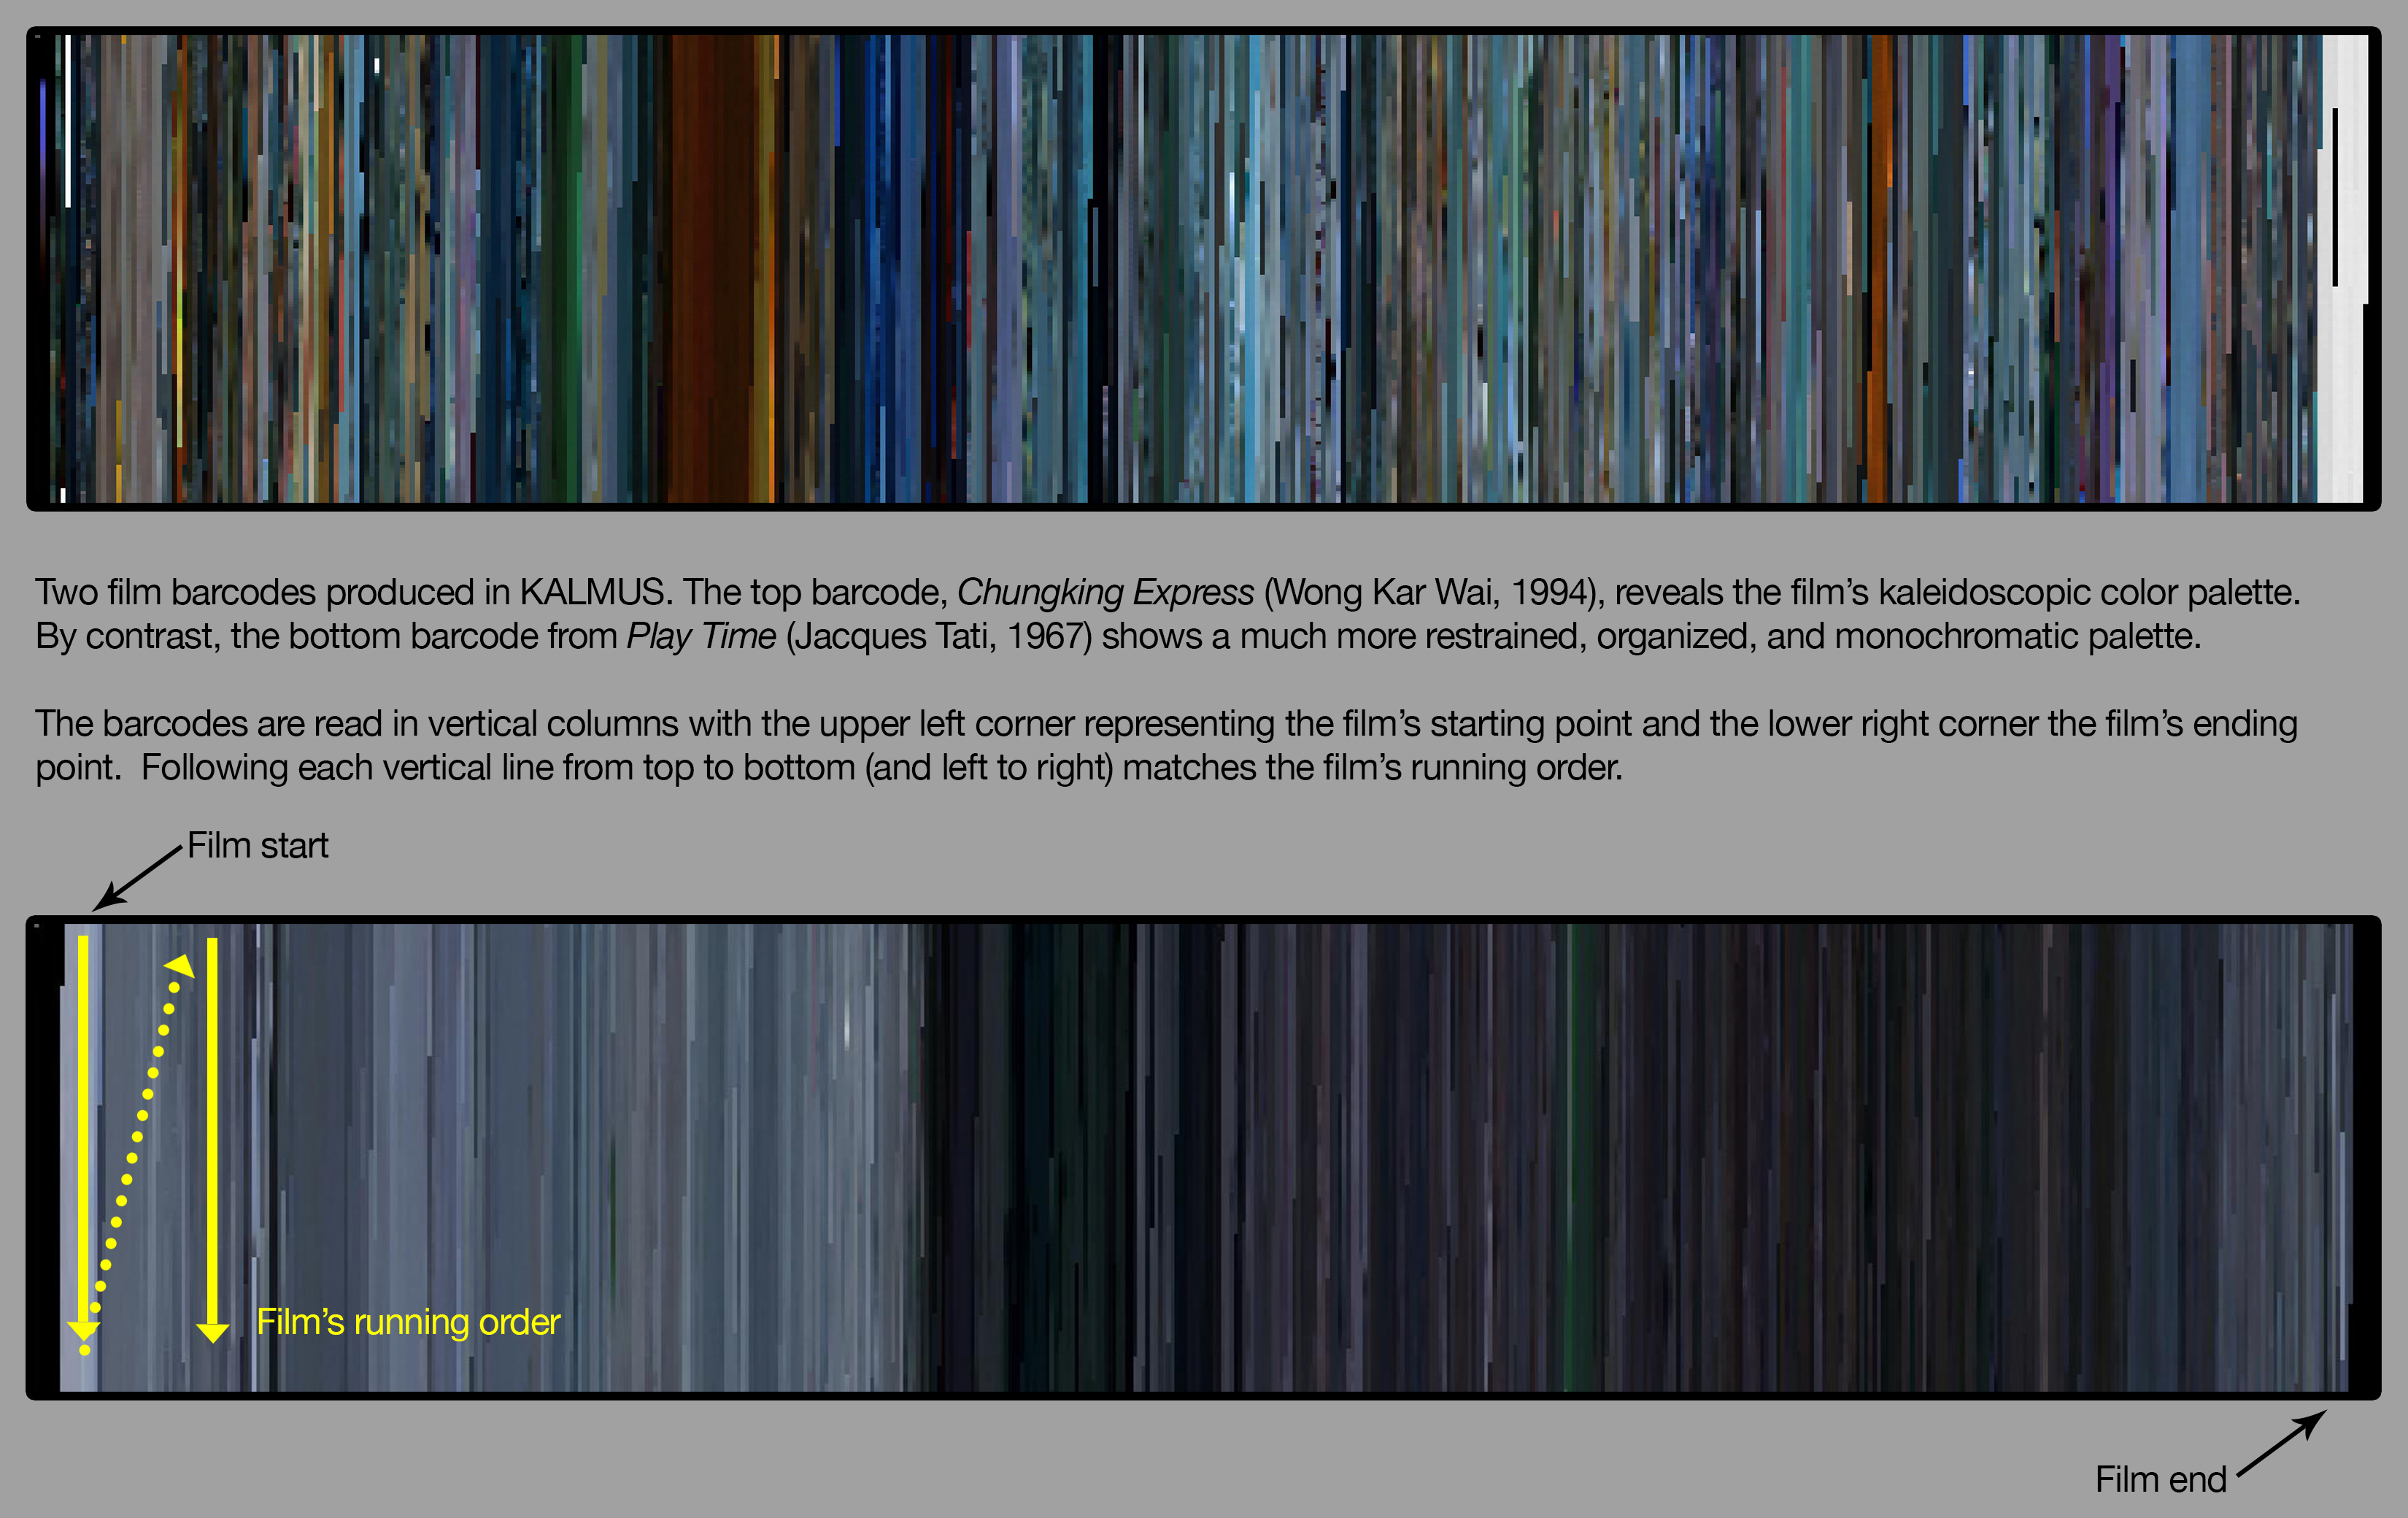 Two film barcodes produced in KALMUS. The top barcode, Chungking Express (Wong Kar Wai, 1994), reveals the film’s kaleidoscopic color palette.
By contrast, the bottom barcode from Play Time (Jacques Tati, 1967) shows a much more restrained, organized, and monochromatic palette.
The barcodes are read in vertical columns with the upper left corner representing the film’s starting point and the lower right corner the film’s ending
point.  Following each vertical line from top to bottom (and left to right) matches the film’s running order.
Film start
Film’s running order
Film end